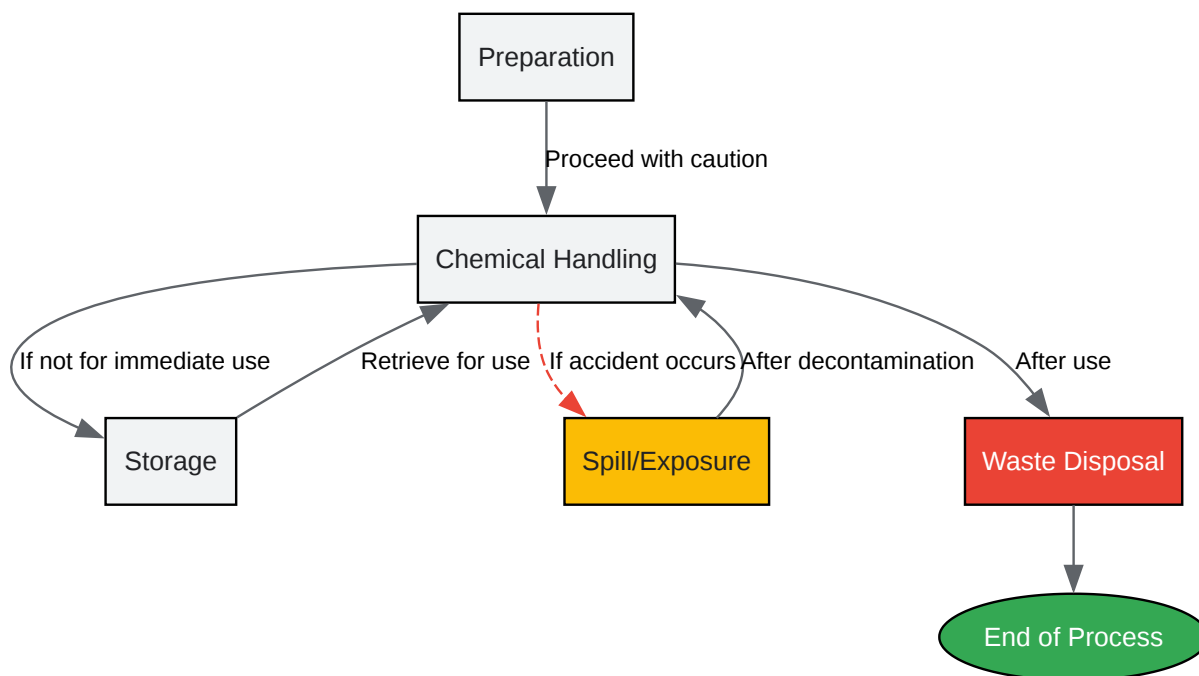 Preparation
Proceed with caution
Chemical Handling
If not for immediate use
Retrieve for use
If accident occurs
After decontamination
After use
Storage
Spill/Exposure
Waste Disposal
End of Process